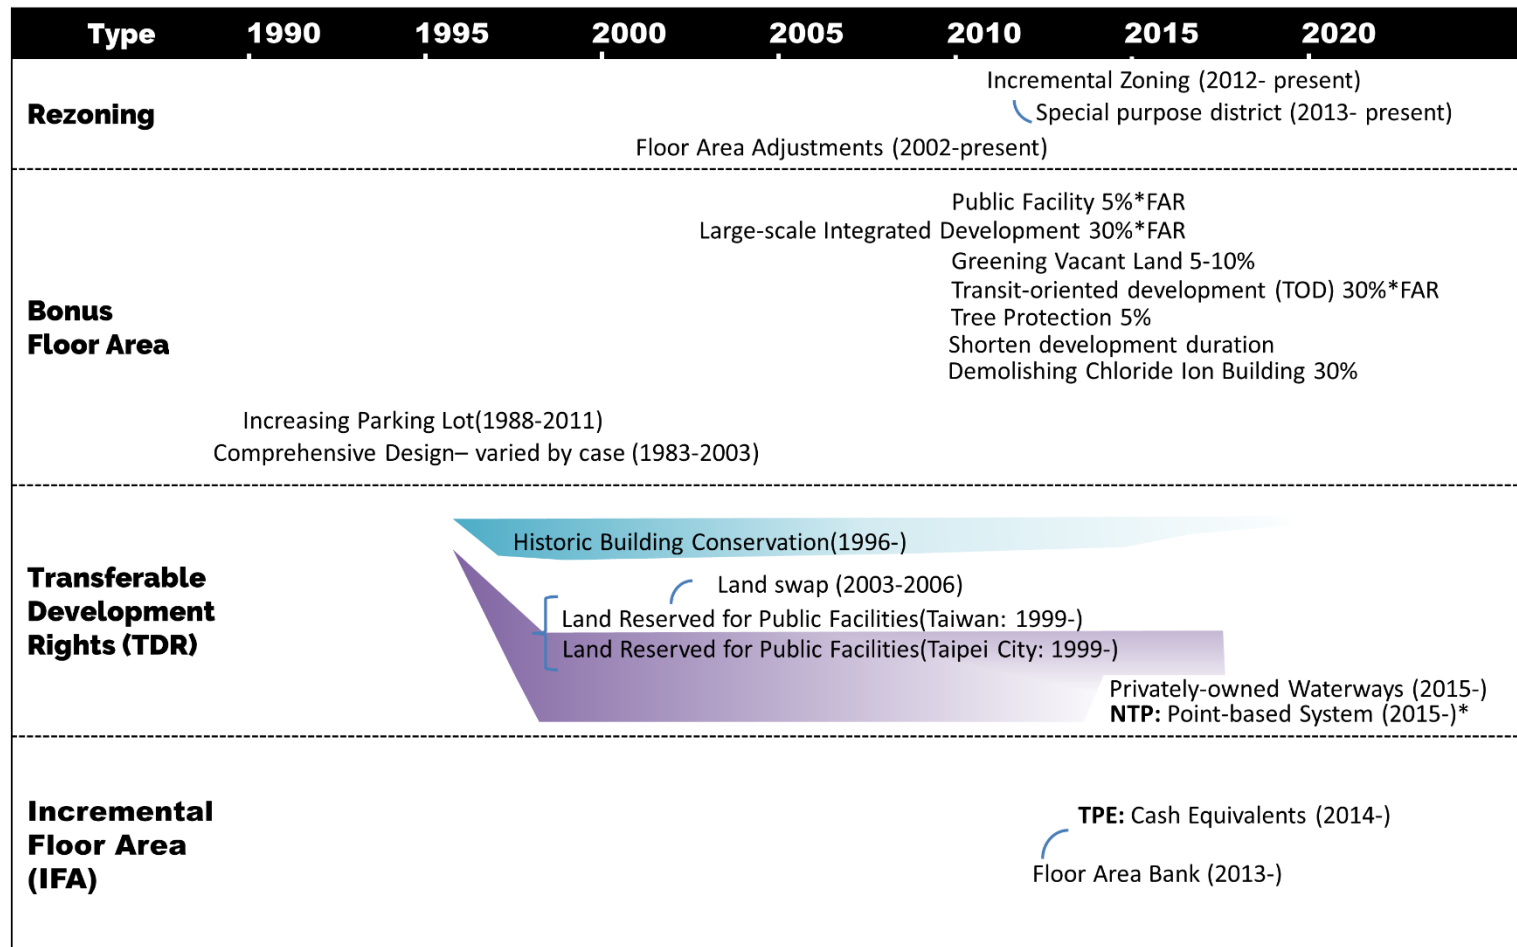 Type 1990 1995 2000 2005 2010 2015 2020
Rezoning
Incremental Zoning (2012- present)
Special purpose district (2013- present)
Floor Area Adjustments (2002-present)
Bonus
Floor Area
Public Facility 5%*FAR
Large-scale Integrated Development 30%*FAR
Greening Vacant Land 5-10%
Transit-oriented development (TOD) 30%*FAR
Tree Protection 5%
Shorten development duration
Demolishing Chloride Ion Building 30%
Increasing Parking Lot(1988-2011)
Comprehensive Design– varied by case (1983-2003)
Transferable
Development
Rights (TDR)
Historic Building Conservation(1996-)
Land swap (2003-2006)
Land Reserved for Public Facilities(Taiwan: 1999-)
Land Reserved for Public Facilities(Taipei City: 1999-)
Privately-owned Waterways (2015-)
NTP: Point-based System (2015-)*
Incremental
Floor Area
(IFA)
TPE: Cash Equivalents (2014-)
Floor Area Bank (2013-)